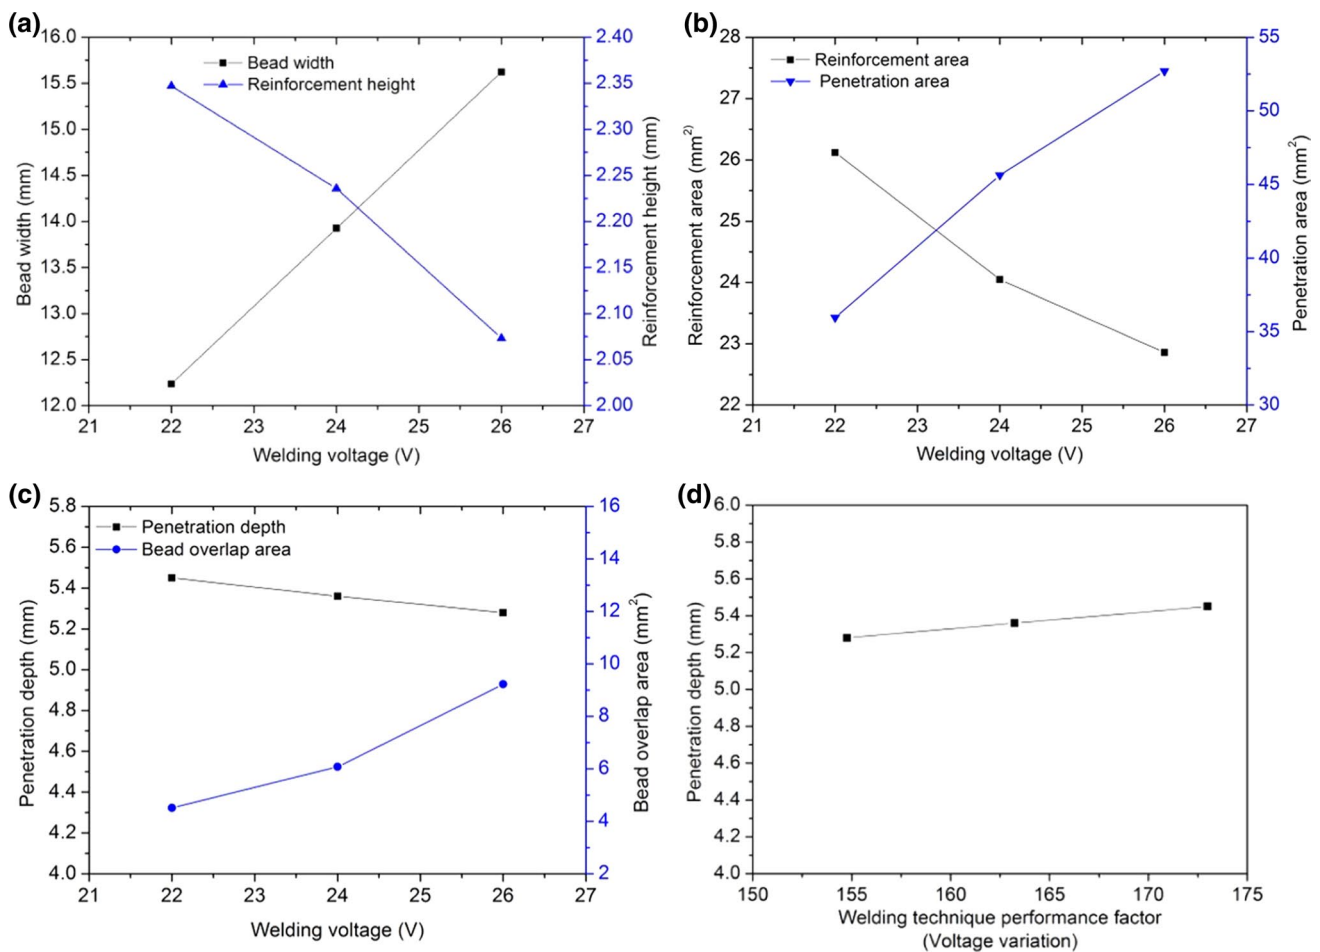 (a)
16.0
15.5
15.0
14.5
14.0
13.5
13.0
12.5
12.0
Bead width (mm)
Bead width
Reinforcement height
2.40
2.35
2.30
2.25
2.20
2.15
2.10
2.05
2.00
Reinforcement height (mm)
21 22 23 24 25 26 27
Welding voltage (V)
(b)
28
27
26
25
24
23
22
Reinforcement area (mm²⁾
Reinforcement area
Penetration area
55
50
45
40
35
30
Penetration area (mm²)
21 22 23 24 25 26 27
Welding voltage (V)
(c)
5.8
5.6
5.4
5.2
5.0
4.8
4.6
4.4
4.2
4.0
Penetration depth (mm)
Penetration depth
Bead overlap area
16
14
12
10
8
6
4
2
Bead overlap area (mm²)
21 22 23 24 25 26 27
Welding voltage (V)
(d)
6.0
5.8
5.6
5.4
5.2
5.0
4.8
4.6
4.4
4.2
4.0
Penetration depth (mm)
150 155 160 165 170 175
Welding technique performance factor
(Voltage variation)